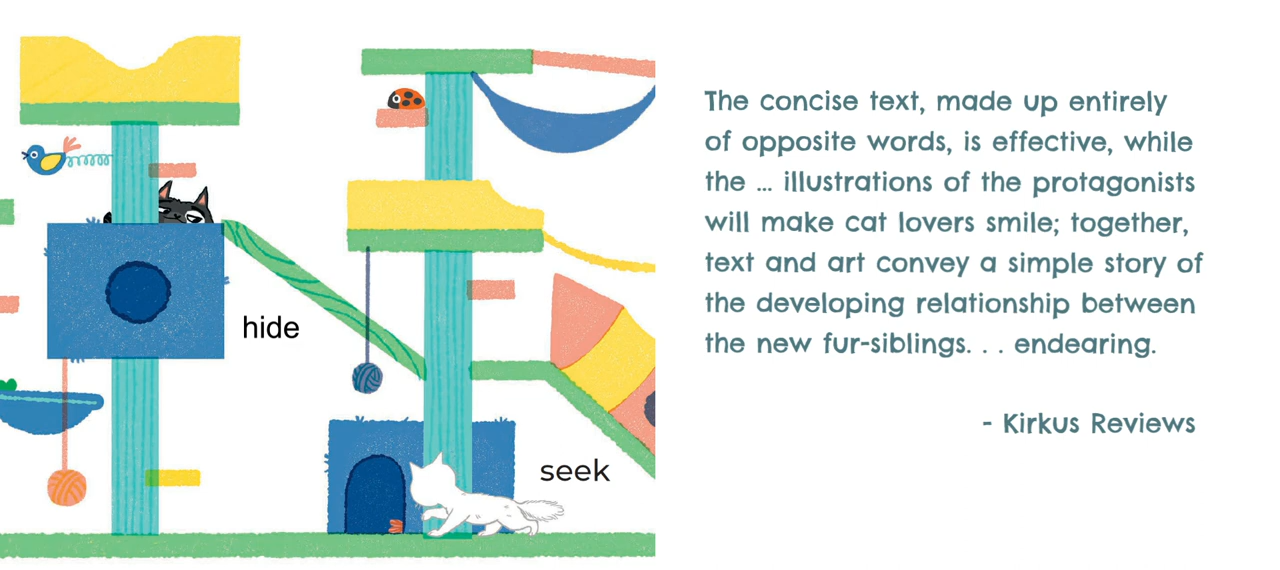 hide
seek
The concise text, made up entirely
of opposite words, is effective, while
the ... illustrations of the protagonists
will make cat lovers smile; together,
text and art convey a simple story of
the developing relationship between
the new fur-siblings. . . endearing.
- Kirkus Reviews